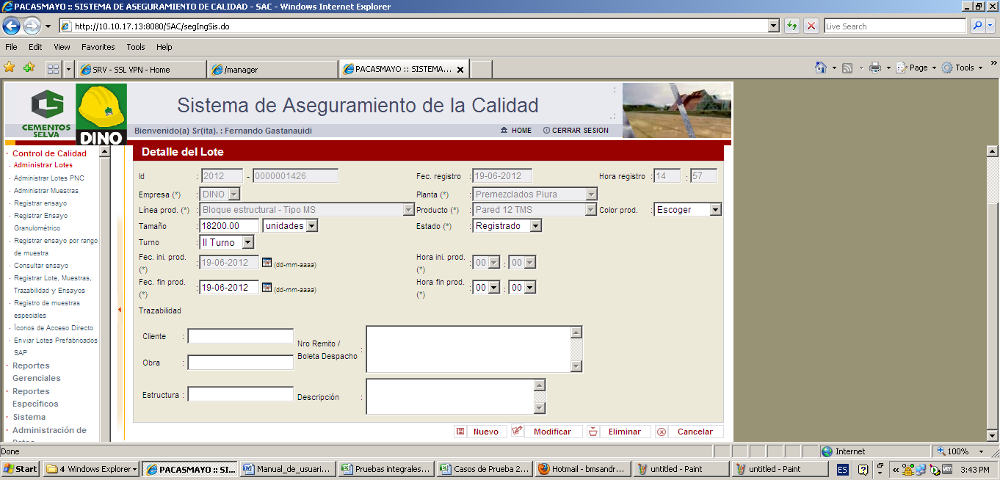 PACASMAYO :: SISTEMA DE ASEGURAMIENTO DE CALIDAD - SAC - Windows Internet Explorer
http://10.10.17.13:8080/SAC/segIngSis.do
Live Search
File Edit View Favorites Tools Help
SRV - SSL VPN - Home
/manager
PACASMAYO :: SISTEMA...
Page Tools
CEMENTOS SELVA
DINO
Sistema de Aseguramiento de la Calidad
Bienvenido(a) Sr(ita). : Fernando Gastanauidi
HOME CERRAR SESION
Control de Calidad
Administrar Lotes
Administrar Lotes PNC
Administrar Muestras
Registrar ensayo
Registrar Ensayo
Granulométrico
Registrar ensayo por rango
de muestra
Consultar ensayo
Registrar Lote, Muestras,
Trazabilidad y Ensayos
Registro de muestras
especiales
Íconos de Acceso Directo
Enviar Lotes Prefabricados
SAP
Reportes
Gerenciales
Reportes
Específicos
Sistema
Administración de
Detalle del Lote
Id : 2012 - 0000001426 Fec. registro : 19-06-2012 Hora registro : 14 : 57
Empresa (*) : DINO Planta (*) : Premezclados Piura
Línea prod. (*) : Bloque estructural - Tipo MS Producto (*) : Pared 12 TMS Color prod. : Escoger
Tamaño : 18200.00 unidades Estado (*) : Registrado
Turno : II Turno
Fec. ini. prod. (*) : 19-06-2012 (dd-mm-aaaa) Hora ini. prod. (*) : 00 : 00
Fec. fin prod. (*) : 19-06-2012 (dd-mm-aaaa) Hora fin prod. (*) : 00 : 00
Trazabilidad
Cliente :
Nro Remito /
Boleta Despacho :
Obra :
Estructura :
Descripción :
Nuevo Modificar Eliminar Cancelar
Done Internet 100%
Start 4 Windows Explorer PACASMAYO :: SI... Manual_de_usuari... Pruebas integrales... Casos de Prueba 2... Hotmail - bmsandr... untitled - Paint untitled - Paint ES « 3:43 PM